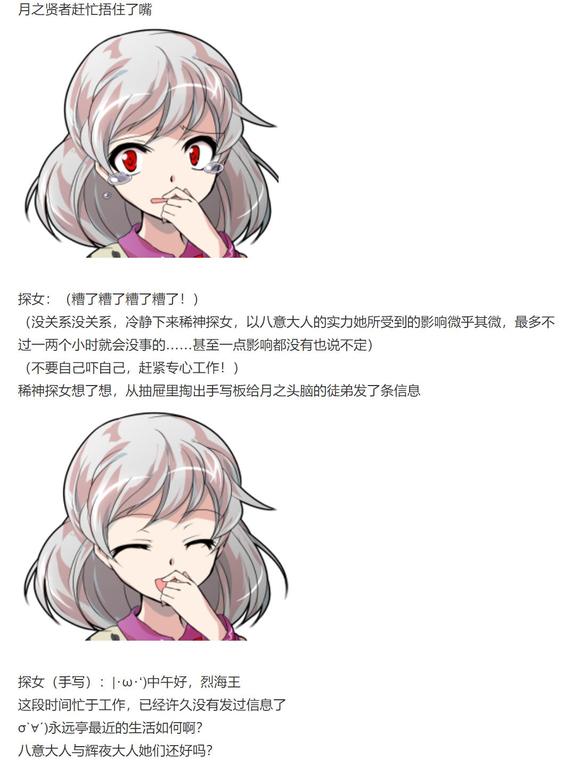 月之贤者赶忙捂住了嘴
探女：（糟了糟了糟了糟了！）
（没关系没关系，冷静下来稀神探女，以八意大人的实力她所受到的影响微乎其微，最多不
过一两个小时就会没事的……甚至一点影响都没有也说不定）
（不要自己吓自己，赶紧专心工作！）
稀神探女想了想，从抽屉里掏出手写板给月之头脑的徒弟发了条信息
探女（手写）：|･ω･‘)中午好，烈海王
这段时间忙于工作，已经许久没有发过信息了
σ`∀´)永远亭最近的生活如何啊？
八意大人与辉夜大人她们还好吗？